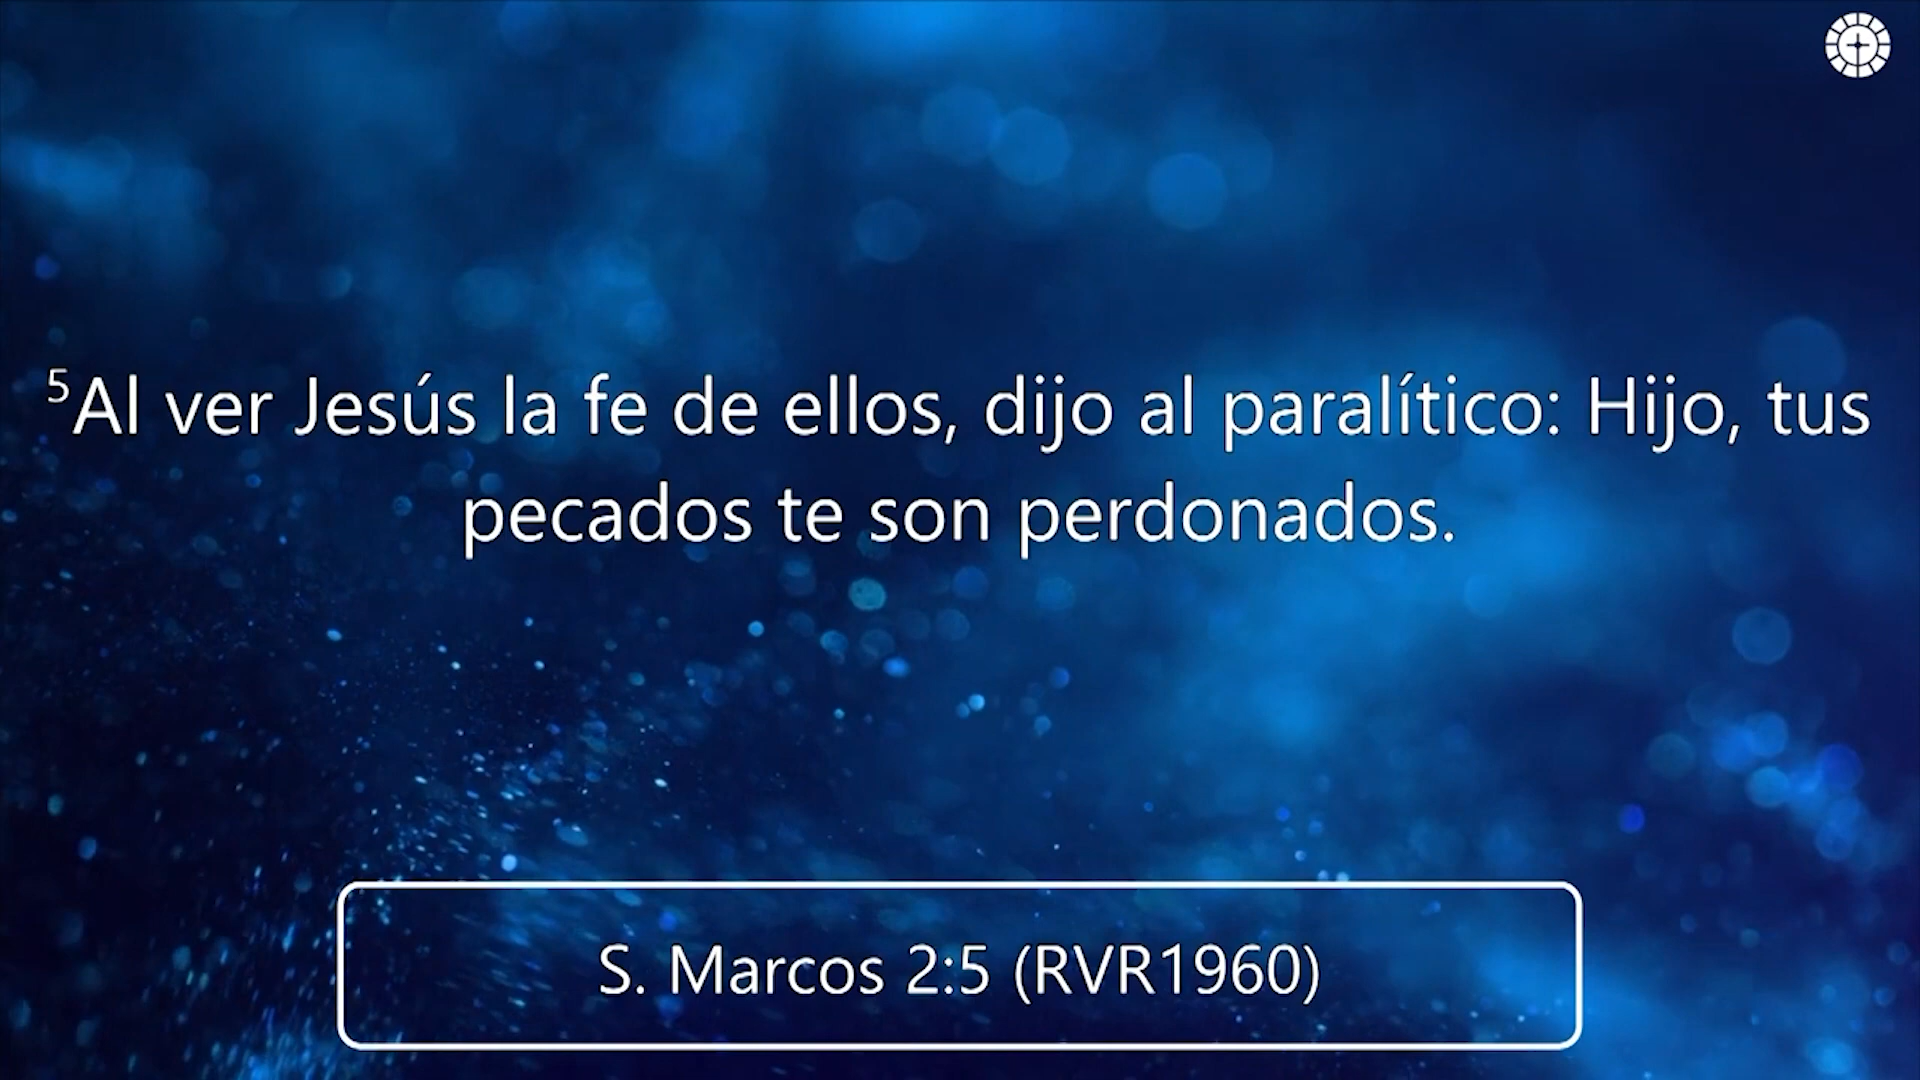 ⁵Al ver Jesús la fe de ellos, dijo al paralítico: Hijo, tus
pecados te son perdonados.
S. Marcos 2:5 (RVR1960)